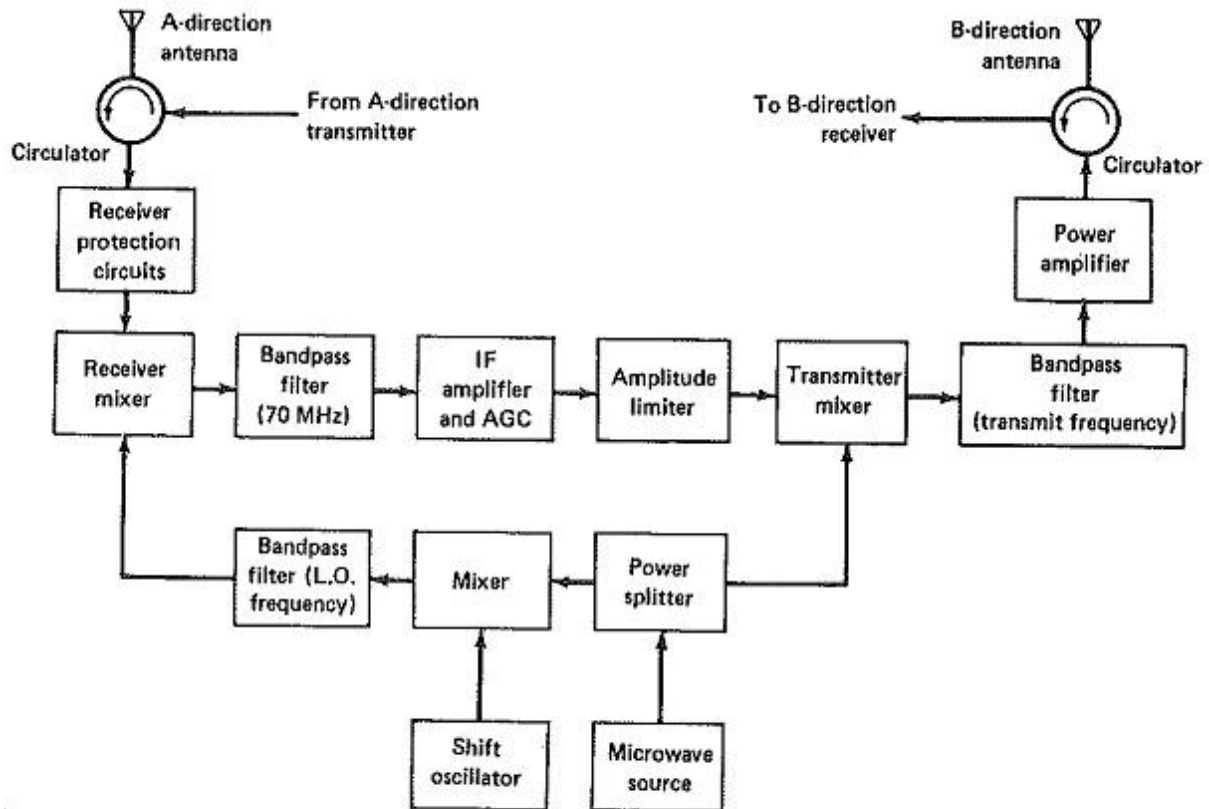 A-direction
antenna
From A-direction
transmitter
Circulator
B-direction
antenna
To B-direction
receiver
Circulator
Receiver
protection
circuits
Power
amplifier
Receiver
mixer
Bandpass
filter
(70 MHz)
IF
amplifier
and AGC
Amplitude
limiter
Transmitter
mixer
Bandpass
filter
(transmit frequency)
Bandpass
filter (L.O.
frequency)
Mixer
Power
splitter
Shift
oscillator
Microwave
source